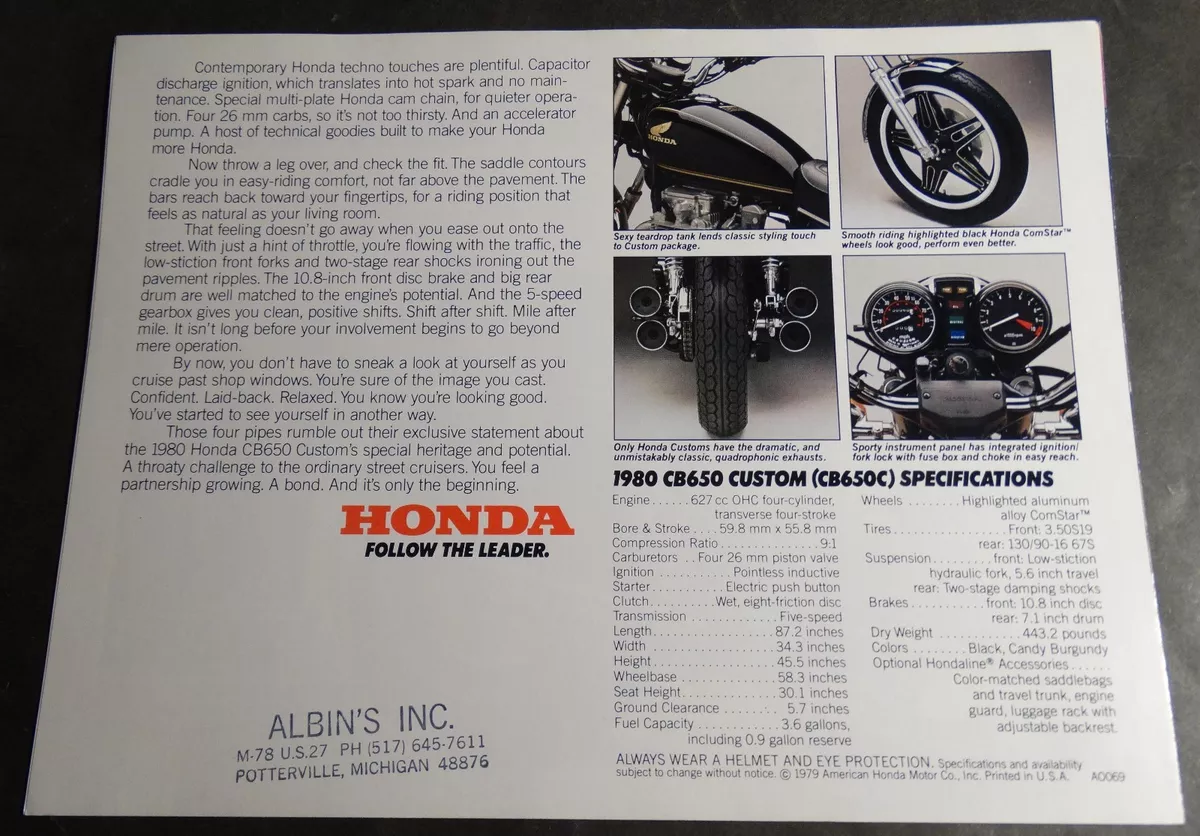 Contemporary Honda techno touches are plentiful. Capacitor
discharge ignition, which translates into hot spark and no main-
tenance. Special multi-plate Honda cam chain, for quieter opera-
tion. Four 26 mm carbs, so it's not too thirsty. And an accelerator
pump. A host of technical goodies built to make your Honda
more Honda.
Now throw a leg over, and check the fit. The saddle contours
cradle you in easy-riding comfort, not far above the pavement. The
bars reach back toward your fingertips, for a riding position that
feels as natural as your living room.
That feeling doesn't go away when you ease out onto the
street. With just a hint of throttle, you're flowing with the traffic, the
low-stiction front forks and two-stage rear shocks ironing out the
pavement ripples. The 10.8-inch front disc brake and big rear
drum are well matched to the engine's potential. And the 5-speed
gearbox gives you clean, positive shifts. Shift after shift. Mile after
mile. It isn't long before your involvement begins to go beyond
mere operation.
By now, you don't have to sneak a look at yourself as you
cruise past shop windows. You're sure of the image you cast.
Confident. Laid-back. Relaxed. You know you're looking good.
You've started to see yourself in another way.
Those four pipes rumble out their exclusive statement about
the 1980 Honda CB650 Custom's special heritage and potential.
A throaty challenge to the ordinary street cruisers. You feel a
partnership growing. A bond. And it's only the beginning.
HONDA
FOLLOW THE LEADER.
ALBIN'S INC.
M-78 U.S.27 PH (517) 645-7611
POTTERVILLE, MICHIGAN 48876
HONDA
Sexy teardrop tank lends classic styling touch
to Custom package.
Smooth riding highlighted black Honda ComStar™
wheels look good, perform even better.
Only Honda Customs have the dramatic, and
unmistakably classic, quadrophonic exhausts.
Sporty instrument panel has integrated ignition/
fork lock with fuse box and choke in easy reach.
1980 CB650 CUSTOM (CB650C) SPECIFICATIONS
Engine......627 cc OHC four-cylinder,
transverse four-stroke
Bore & Stroke....59.8 mm x 55.8 mm
Compression Ratio..............9:1
Carburetors ..Four 26 mm piston valve
Ignition ...........Pointless inductive
Starter...........Electric push button
Clutch.........Wet, eight-friction disc
Transmission .............Five-speed
Length.................87.2 inches
Width .................34.3 inches
Height.................45.5 inches
Wheelbase .............58.3 inches
Seat Height.............30.1 inches
Ground Clearance ........5.7 inches
Fuel Capacity ...........3.6 gallons,
including 0.9 gallon reserve
Wheels ........Highlighted aluminum
alloy ComStar™
Tires................Front: 3.50S19
rear: 130/90-16 67S
Suspension.........front: Low-stiction
hydraulic fork, 5.6 inch travel
rear: Two-stage damping shocks
Brakes...........front: 10.8 inch disc
rear: 7.1 inch drum
Dry Weight ............443.2 pounds
Colors ........Black, Candy Burgundy
Optional Hondaline® Accessories......
Color-matched saddlebags
and travel trunk, engine
guard, luggage rack with
adjustable backrest.
ALWAYS WEAR A HELMET AND EYE PROTECTION. Specifications and availability
subject to change without notice. © 1979 American Honda Motor Co., Inc. Printed in U.S.A. A0069